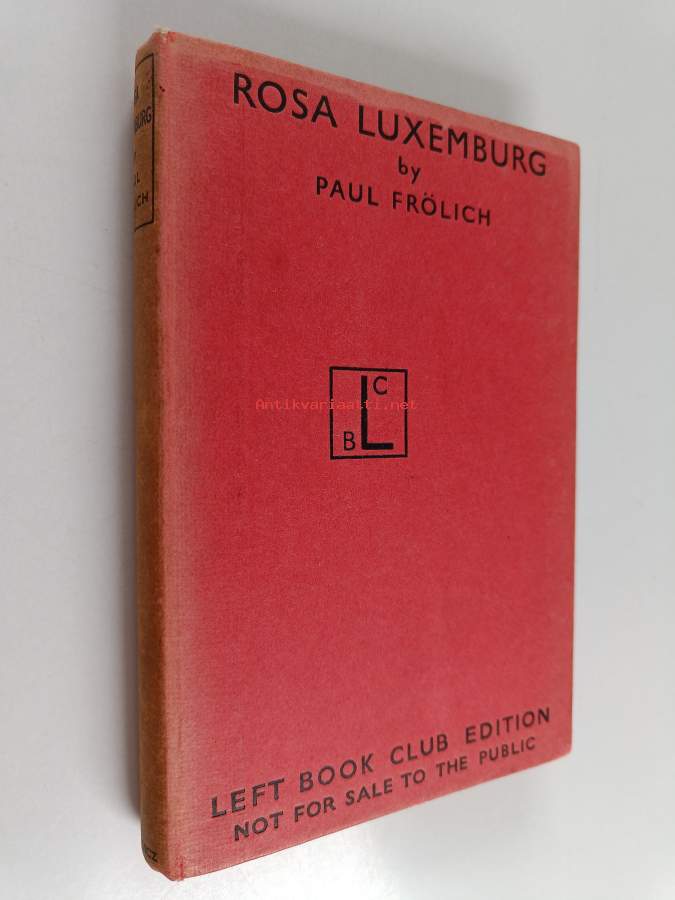 ROSA LUXEMBURG
by
PAUL FRÖLICH
L
C
B
Antikvariaatti.net
LEFT BOOK CLUB EDITION
NOT FOR SALE TO THE PUBLIC